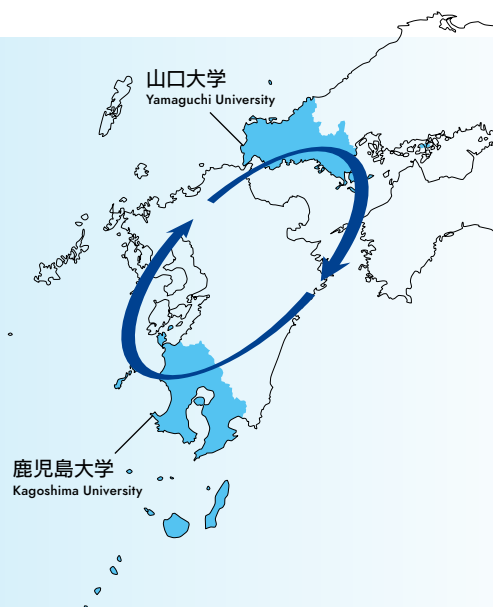 山口大学
Yamaguchi University
鹿児島大学
Kagoshima University